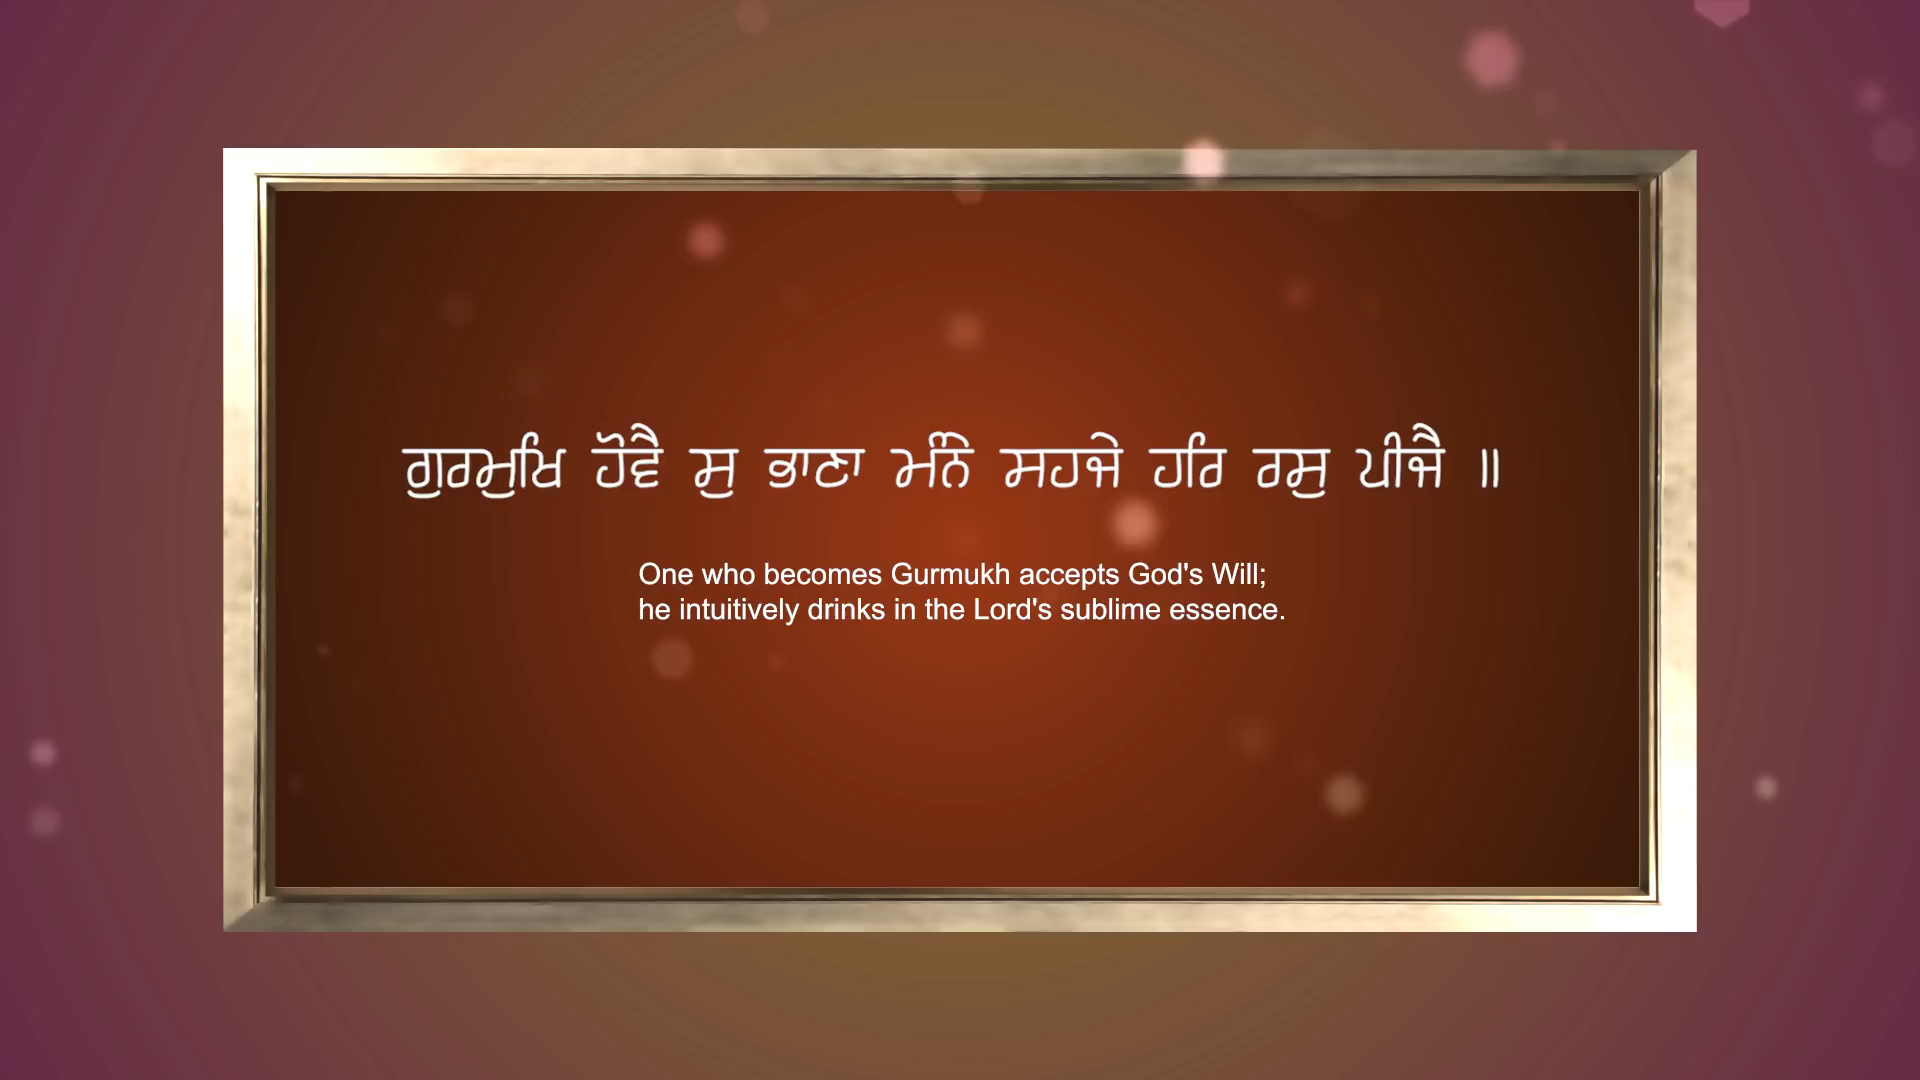 ਗੁਰਮੁਖਿ ਹੋਵੈ ਸੁ ਭਾਣਾ ਮੰਨੇ ਸਹਜੇ ਹਰਿ ਰਸੁ ਪੀਜੈ ॥
One who becomes Gurmukh accepts God's Will;
he intuitively drinks in the Lord's sublime essence.